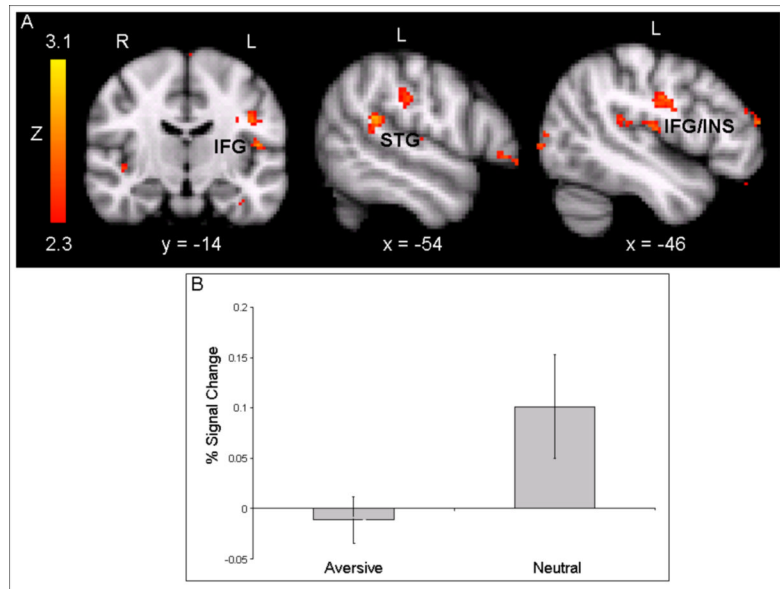 A
3.1
R
L
L
L
Z
IFG
STG
IFG/INS
2.3
y = -14
x = -54
x = -46
B
0.2
0.15
0.1
0.05
0
-0.05
% Signal Change
Aversive
Neutral